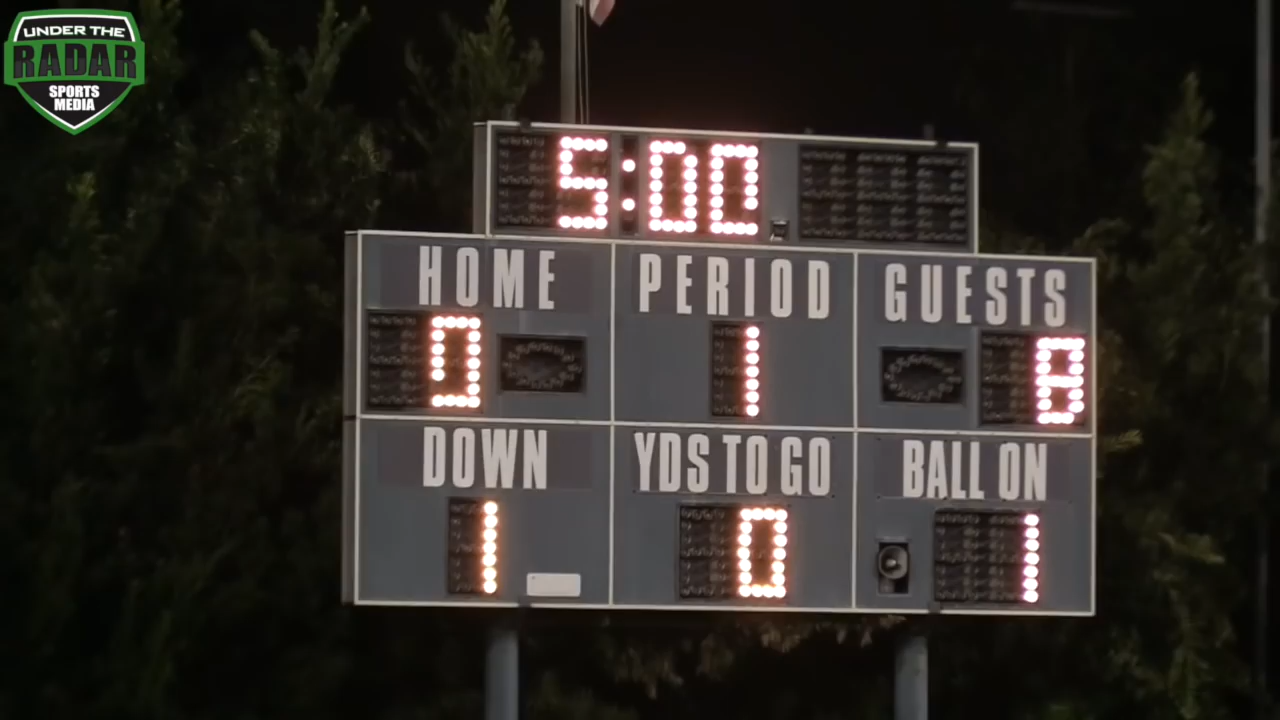 UNDER THE
RADAR
SPORTS
MEDIA
5:00
HOME PERIOD GUESTS
0 1 8
DOWN YDS TO GO BALL ON
1 0 1